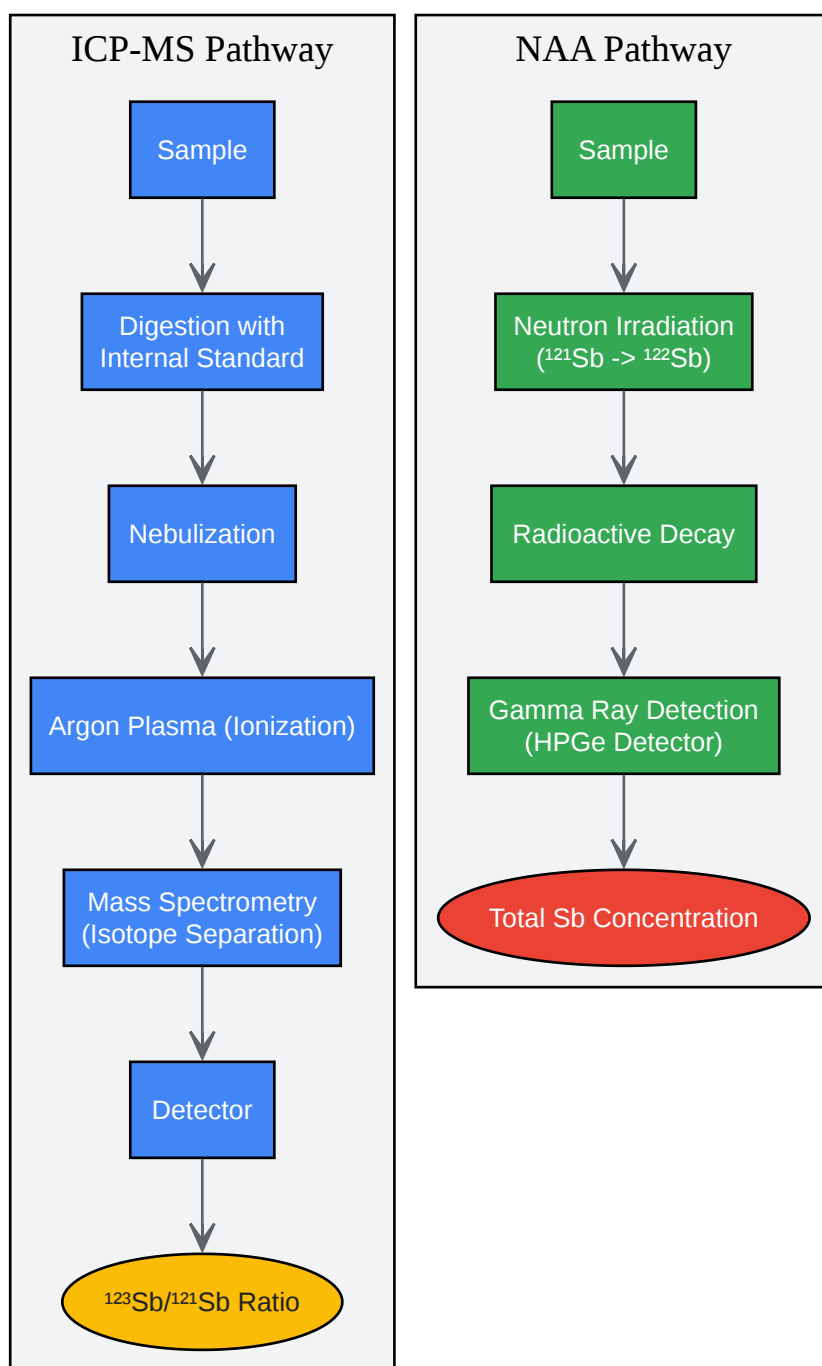 ICP-MS Pathway
Sample
Digestion with
Internal Standard
Nebulization
Argon Plasma (Ionization)
Mass Spectrometry
(Isotope Separation)
Detector
¹²³Sb/¹²¹Sb Ratio
NAA Pathway
Sample
Neutron Irradiation
(¹²¹Sb -> ¹²²Sb)
Radioactive Decay
Gamma Ray Detection
(HPGe Detector)
Total Sb Concentration